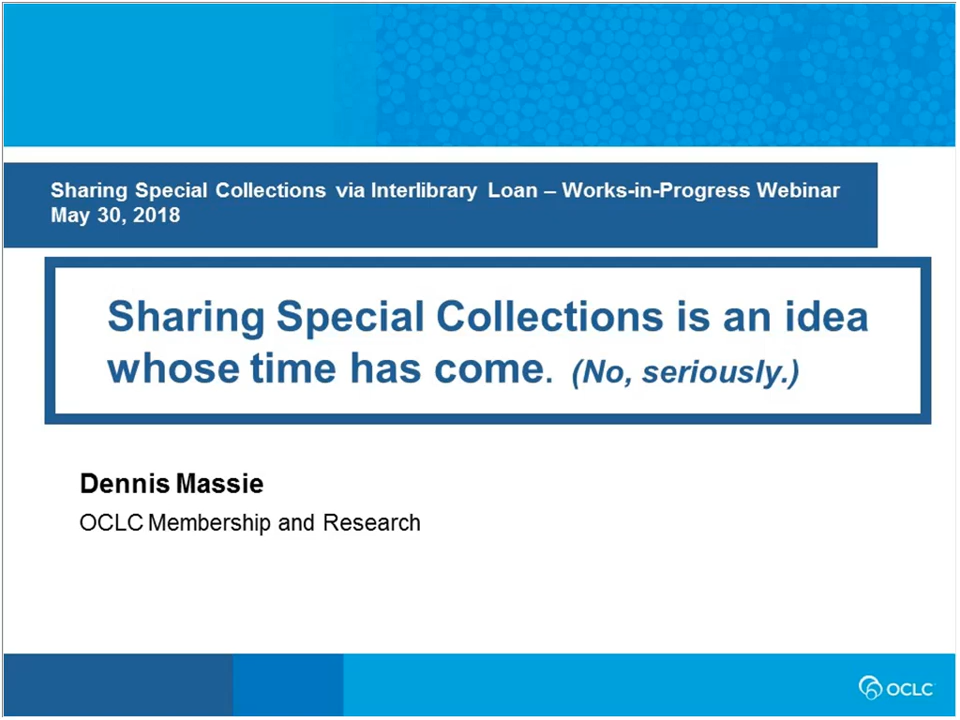 Sharing Special Collections via Interlibrary Loan – Works-in-Progress Webinar
May 30, 2018
Sharing Special Collections is an idea
whose time has come. (No, seriously.)
Dennis Massie
OCLC Membership and Research
OCLC